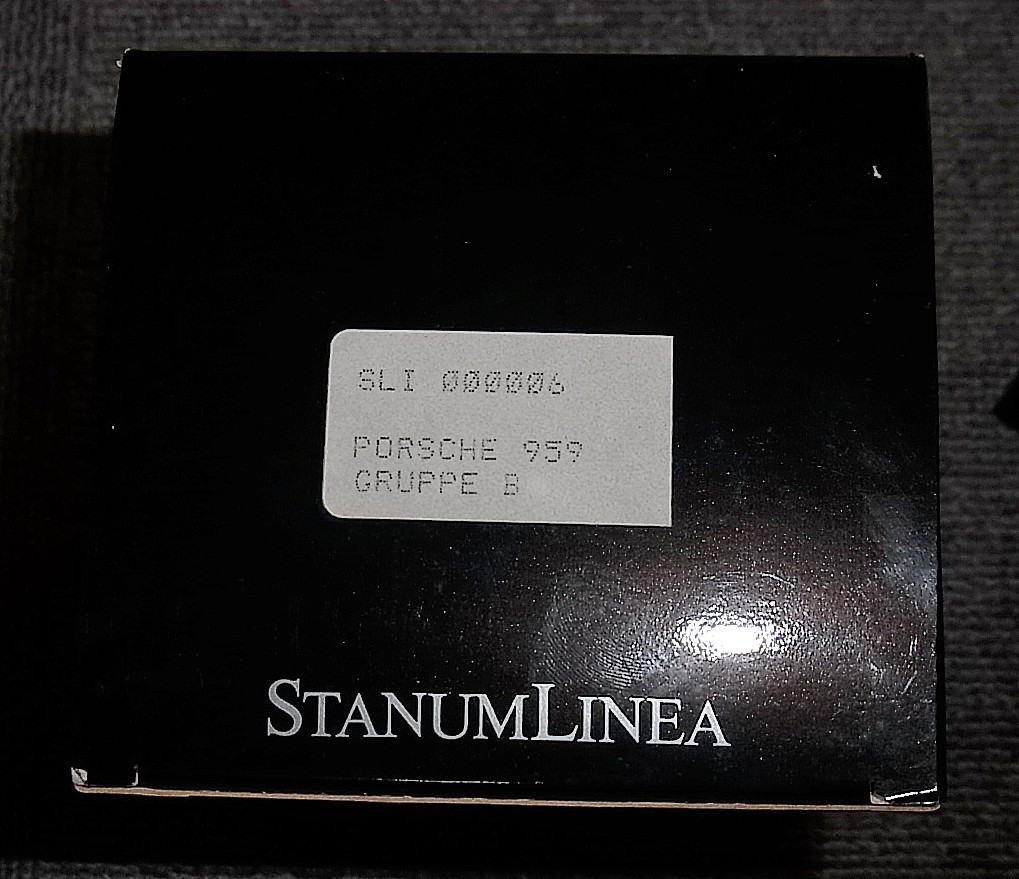 SLI 000006
PORSCHE 959
GRUPPE B
STANUMLINEA